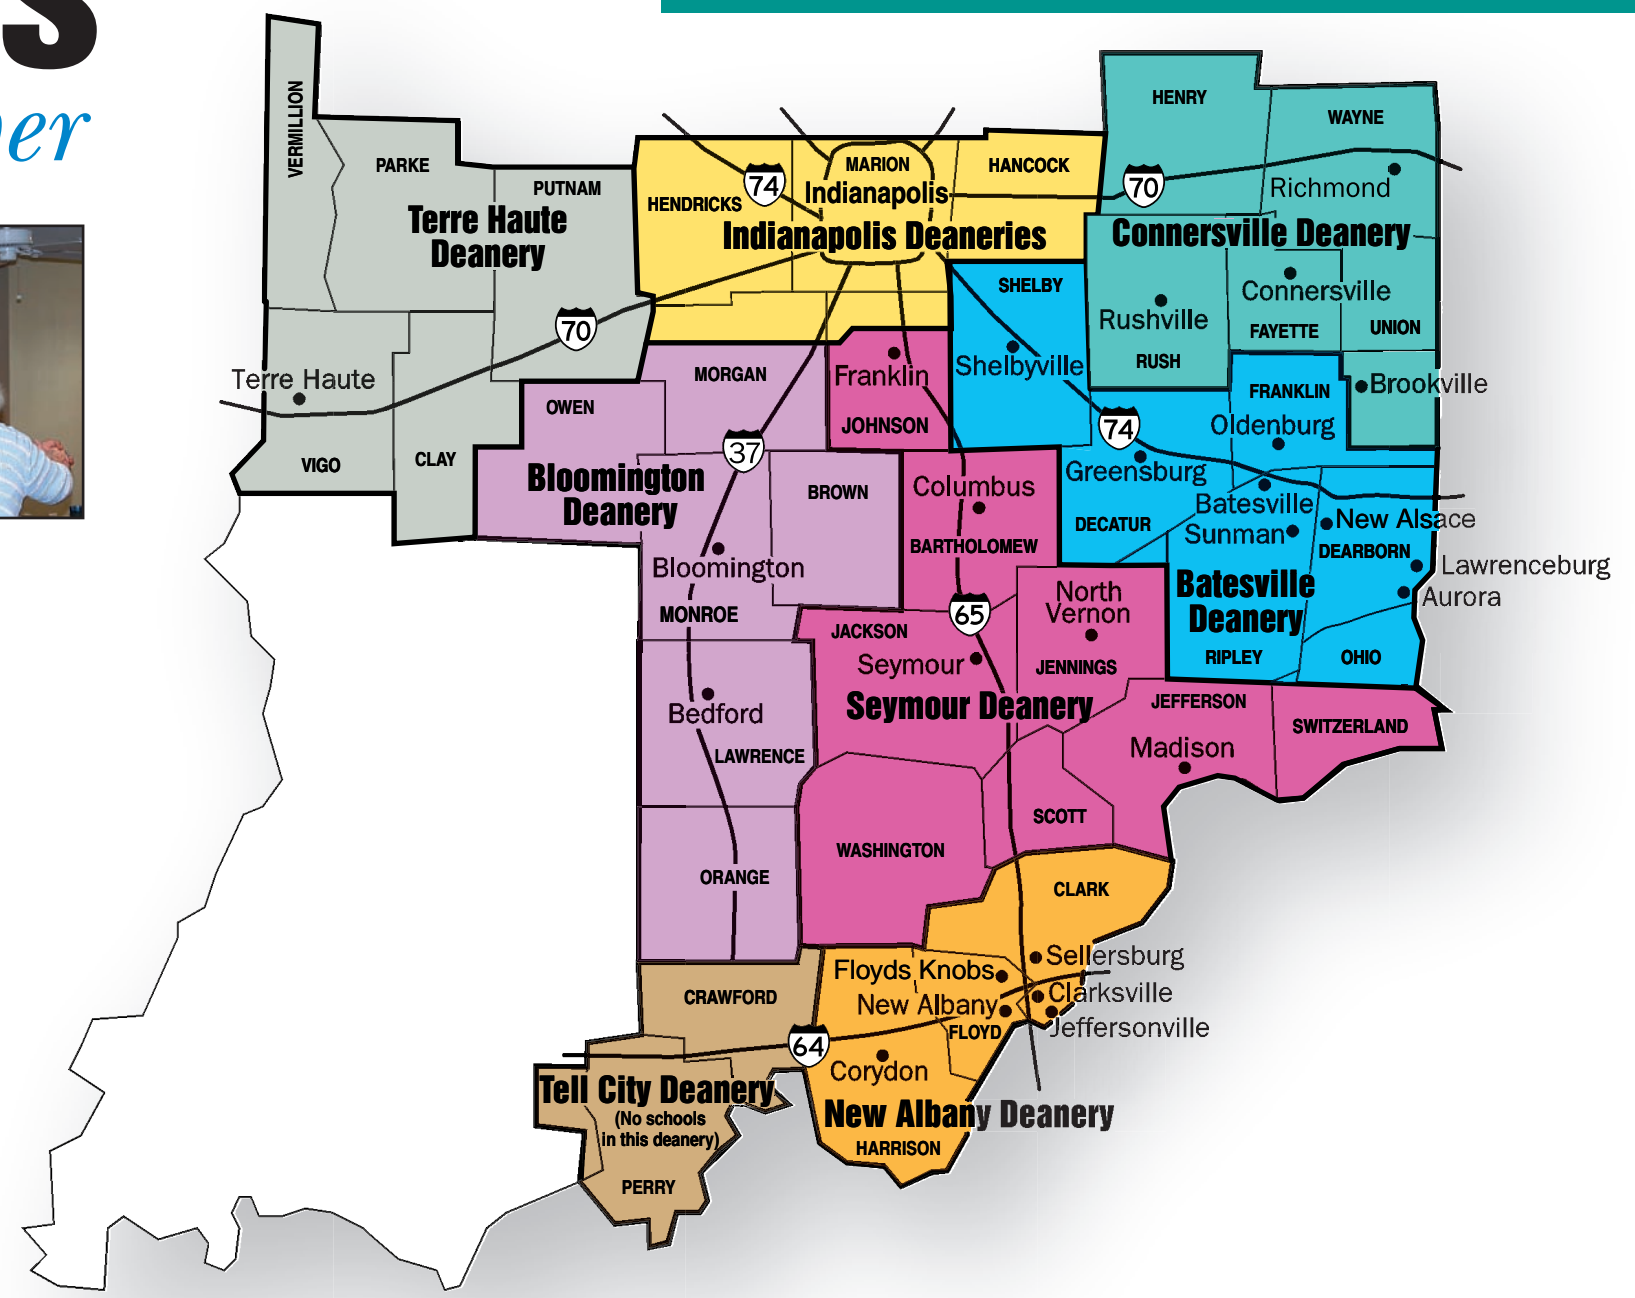 S
er
VERMILLION
PARKE
PUTNAM
Terre Haute
Deanery
70
Terre Haute
VIGO
CLAY
HENDRICKS
74
MARION
Indianapolis
HANCOCK
Indianapolis Deaneries
HENRY
WAYNE
70
Richmond
Connersville Deanery
Connersville
Rushville
FAYETTE
UNION
RUSH
Brookville
SHELBY
Shelbyville
FRANKLIN
Oldenburg
74
Greensburg
Batesville
New Alsace
Sunman
DECATUR
DEARBORN
Lawrenceburg
Batesville
Deanery
Aurora
RIPLEY
OHIO
MORGAN
OWEN
37
Bloomington
Deanery
BROWN
Bloomington
MONROE
Bedford
LAWRENCE
ORANGE
Franklin
JOHNSON
Columbus
BARTHOLOMEW
65
North
Vernon
JACKSON
Seymour
JENNINGS
Seymour Deanery
JEFFERSON
SWITZERLAND
Madison
SCOTT
WASHINGTON
CLARK
Sellersburg
Floyds Knobs
Clarksville
New Albany
Jeffersonville
FLOYD
Corydon
New Albany Deanery
HARRISON
CRAWFORD
64
Tell City Deanery
(No schools
in this deanery)
PERRY